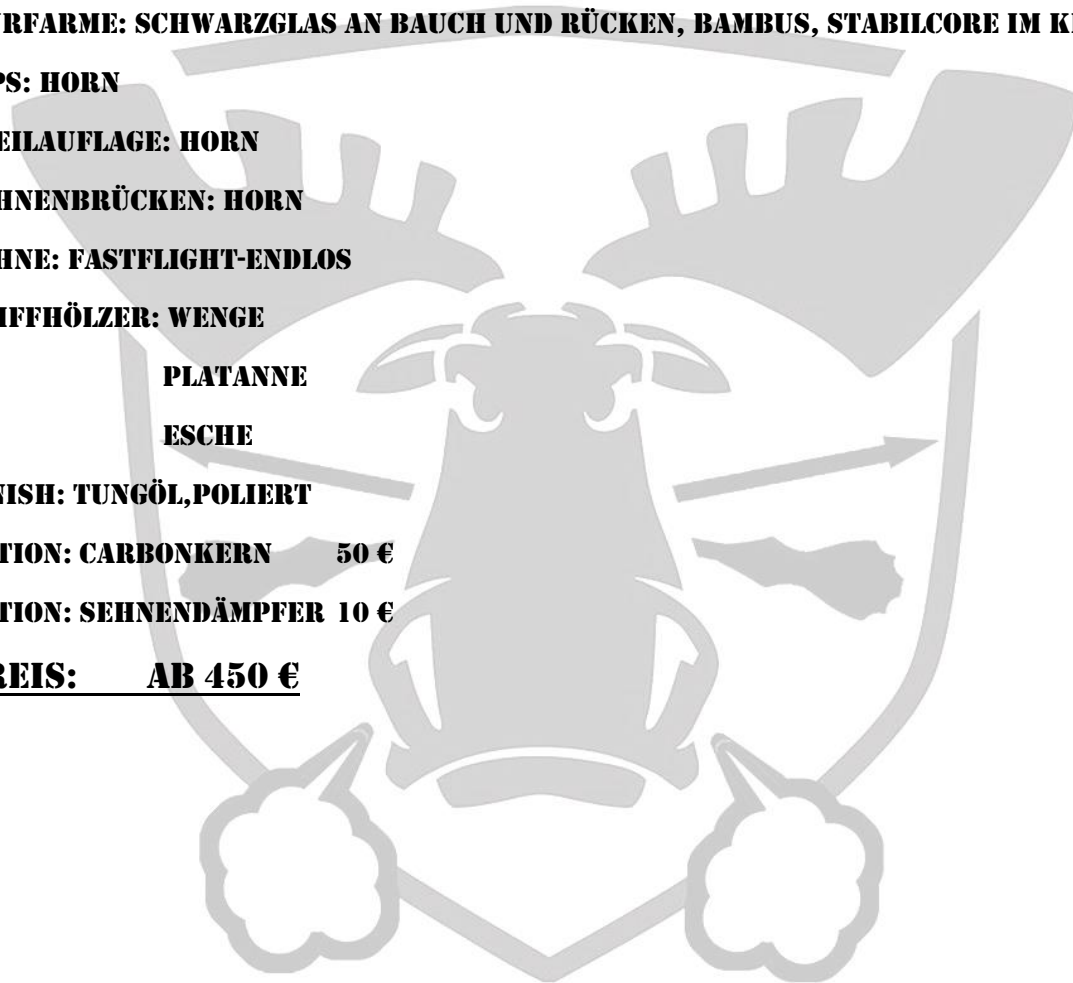 URFARME: SCHWARZGLAS AN BAUCH UND RÜCKEN, BAMBUS, STABILCORE IM
PS: HORN
EILAUFLAGE: HORN
HNENBRÜCKEN: HORN
HNE: FASTFLIGHT-ENDLOS
IFFHÖLZER: WENGE
PLATANNE
ESCHE
NISH: TUNGÖL,POLIERT
TION: CARBONKERN 50 €
TION: SEHNENDÄMPFER 10 €
REIS: AB 450 €